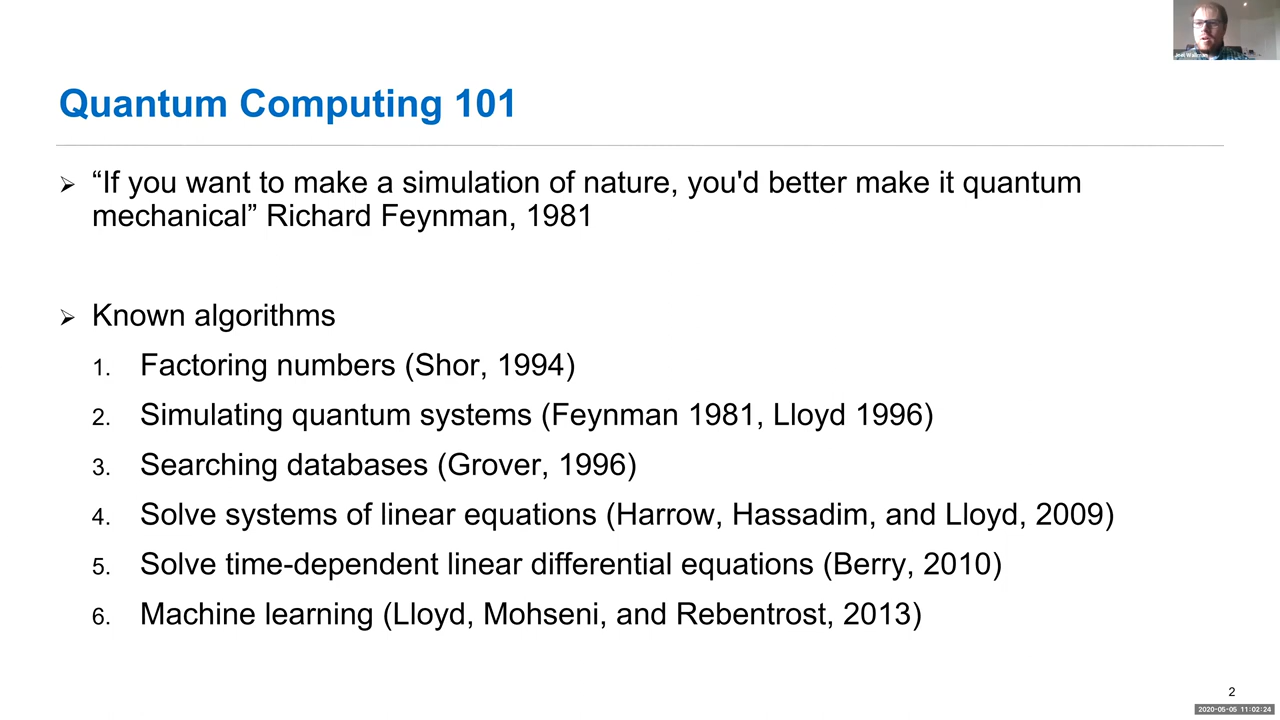 Joel Wallman
Quantum Computing 101
➢ “If you want to make a simulation of nature, you'd better make it quantum
mechanical” Richard Feynman, 1981
➢ Known algorithms
1. Factoring numbers (Shor, 1994)
2. Simulating quantum systems (Feynman 1981, Lloyd 1996)
3. Searching databases (Grover, 1996)
4. Solve systems of linear equations (Harrow, Hassadim, and Lloyd, 2009)
5. Solve time-dependent linear differential equations (Berry, 2010)
6. Machine learning (Lloyd, Mohseni, and Rebentrost, 2013)
2
2020-05-05 11:02:24